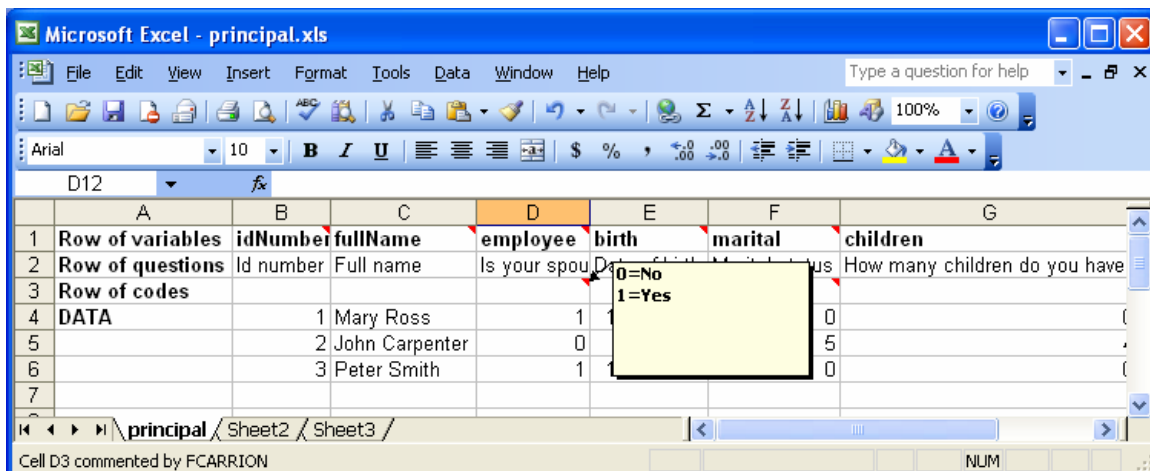 Microsoft Excel - principal.xls
File Edit View Insert Format Tools Data Window Help Type a question for help
ABC Σ A Z Z A 100%
Arial 10 B I U $ % , A
D12 fx
A B C D E F G
1 Row of variables idNumber fullName employee birth marital children
2 Row of questions Id number Full name Is your spou How many children do you have
3 Row of codes
0=No
1=Yes
4 DATA 1 Mary Ross 1 1 0
5 2 John Carpenter 0 5
6 3 Peter Smith 1 1 0
7
principal Sheet2 Sheet3
Cell D3 commented by FCARRION NUM